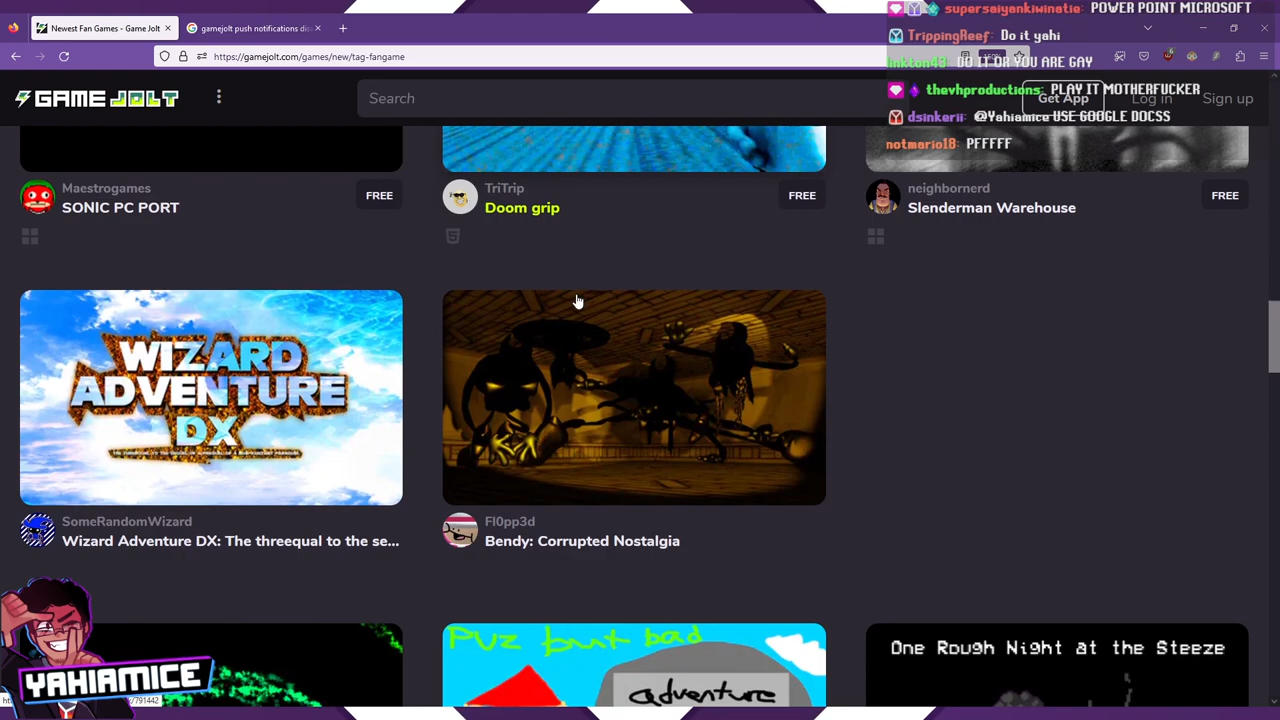 Newest Fan Games - Game Jolt
gamejolt push notifications dis
https://gamejolt.com/games/new/tag-fangame
supersaiyankiwinatie: POWER POINT MICROSOFT
TrippingReef: Do it yahi
linkton43: DO IT OR YOU ARE GAY
thevhproductions: PLAY IT MOTHERFUCKER
dsinkerii: @Yahiamice USE GOOGLE DOCSS
notmario18: PFFFFF
GAME JOLT
Search
Get App
Log in
Sign up
Maestrogames
SONIC PC PORT
FREE
TriTrip
Doom grip
FREE
neighbornerd
Slenderman Warehouse
FREE
WIZARD
ADVENTURE
DX
SomeRandomWizard
Wizard Adventure DX: The threequal to the se...
Fl0pp3d
Bendy: Corrupted Nostalgia
PVZ but bad
adventure
One Rough Night at the Steeze
YAHIAMICE
/791442